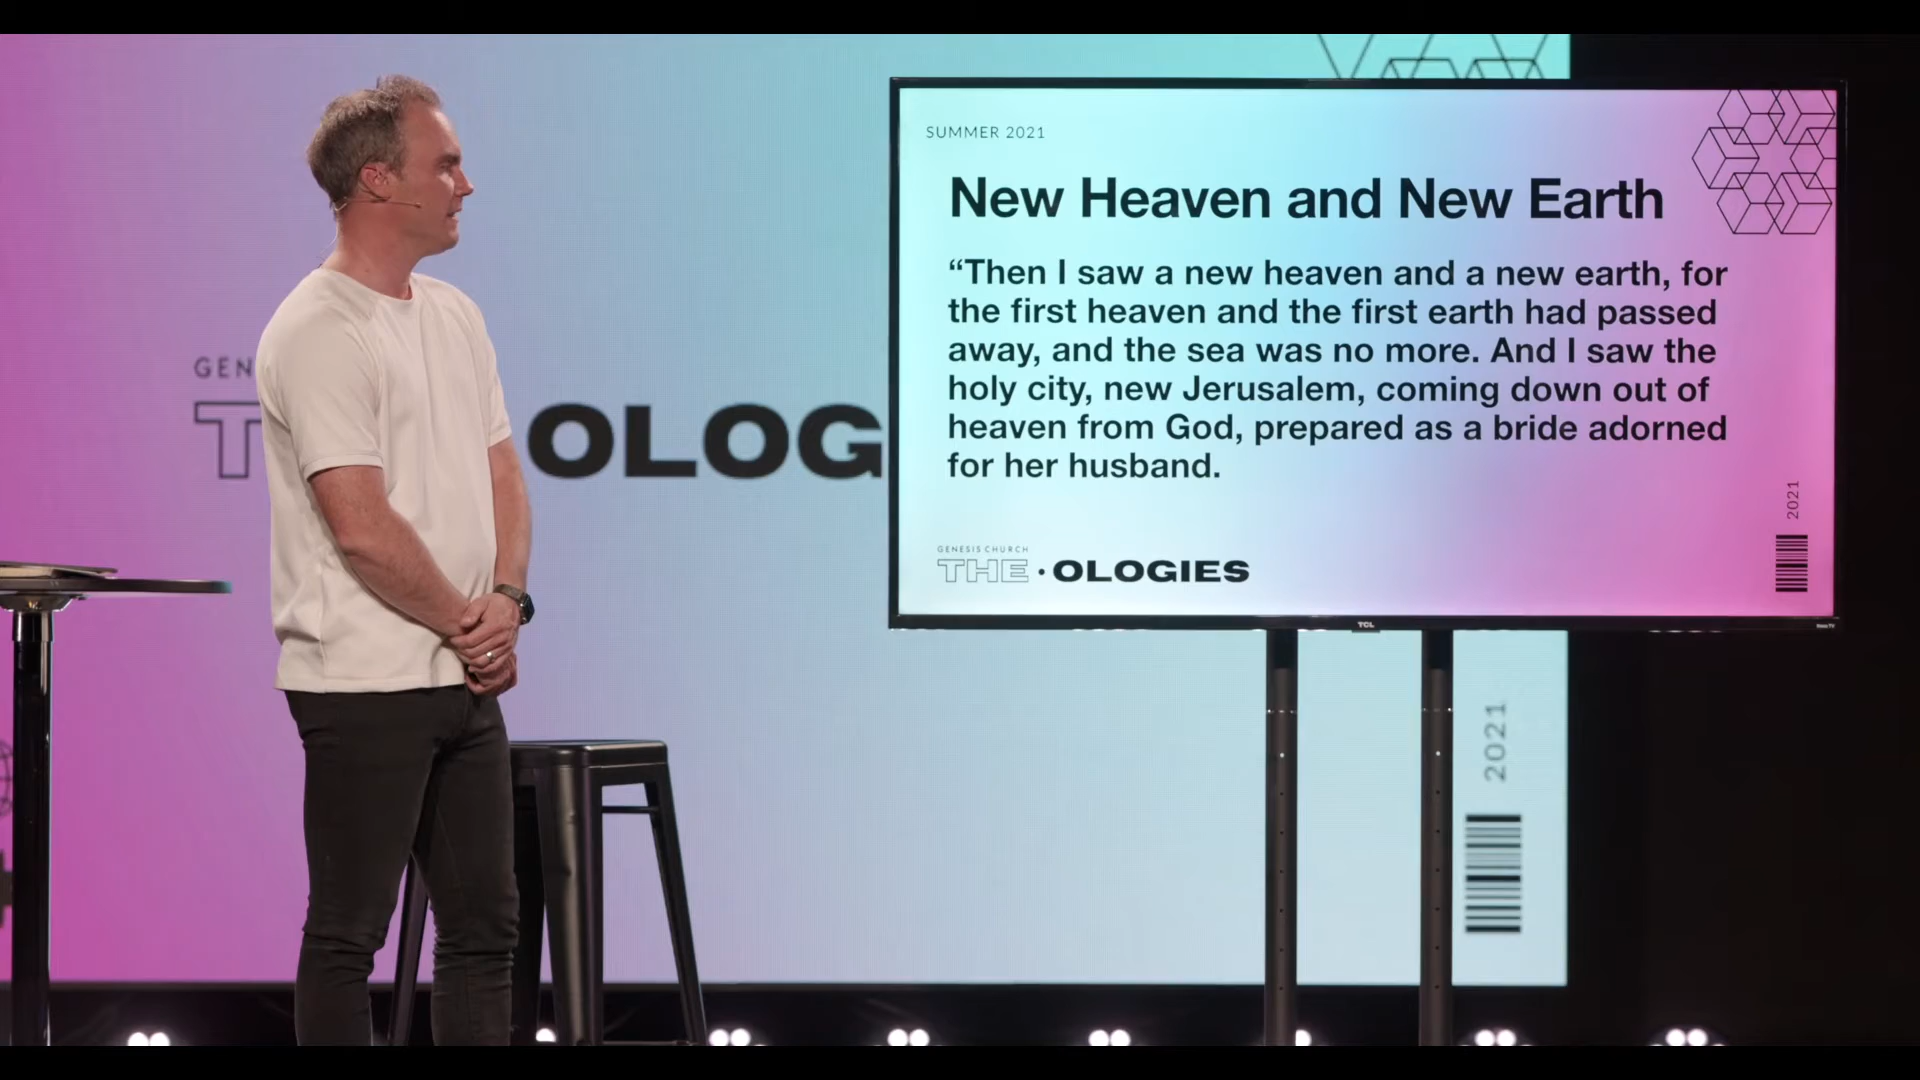 SUMMER 2021
New Heaven and New Earth
“Then I saw a new heaven and a new earth, for
the first heaven and the first earth had passed
away, and the sea was no more. And I saw the
holy city, new Jerusalem, coming down out of
heaven from God, prepared as a bride adorned
for her husband.
2021
GENESIS CHURCH
THE · OLOGIES
TCL
GEN
T OLOG
2021